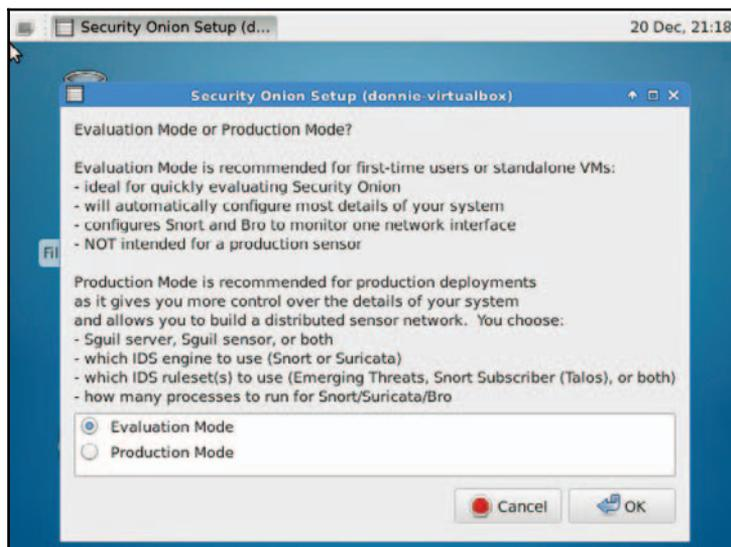 Security Onion Setup (d...
20 Dec, 21:18
Security Onion Setup (donnie-virtualbox)
Evaluation Mode or Production Mode?
Evaluation Mode is recommended for first-time users or standalone VMs:
- ideal for quickly evaluating Security Onion
- will automatically configure most details of your system
- configures Snort and Bro to monitor one network interface
- NOT intended for a production sensor
Fil
Production Mode is recommended for production deployments
as it gives you more control over the details of your system
and allows you to build a distributed sensor network.  You choose:
- Sguil server, Sguil sensor, or both
- which IDS engine to use (Snort or Suricata)
- which IDS ruleset(s) to use (Emerging Threats, Snort Subscriber (Talos), or both)
- how many processes to run for Snort/Suricata/Bro
Evaluation Mode
Production Mode
Cancel
OK